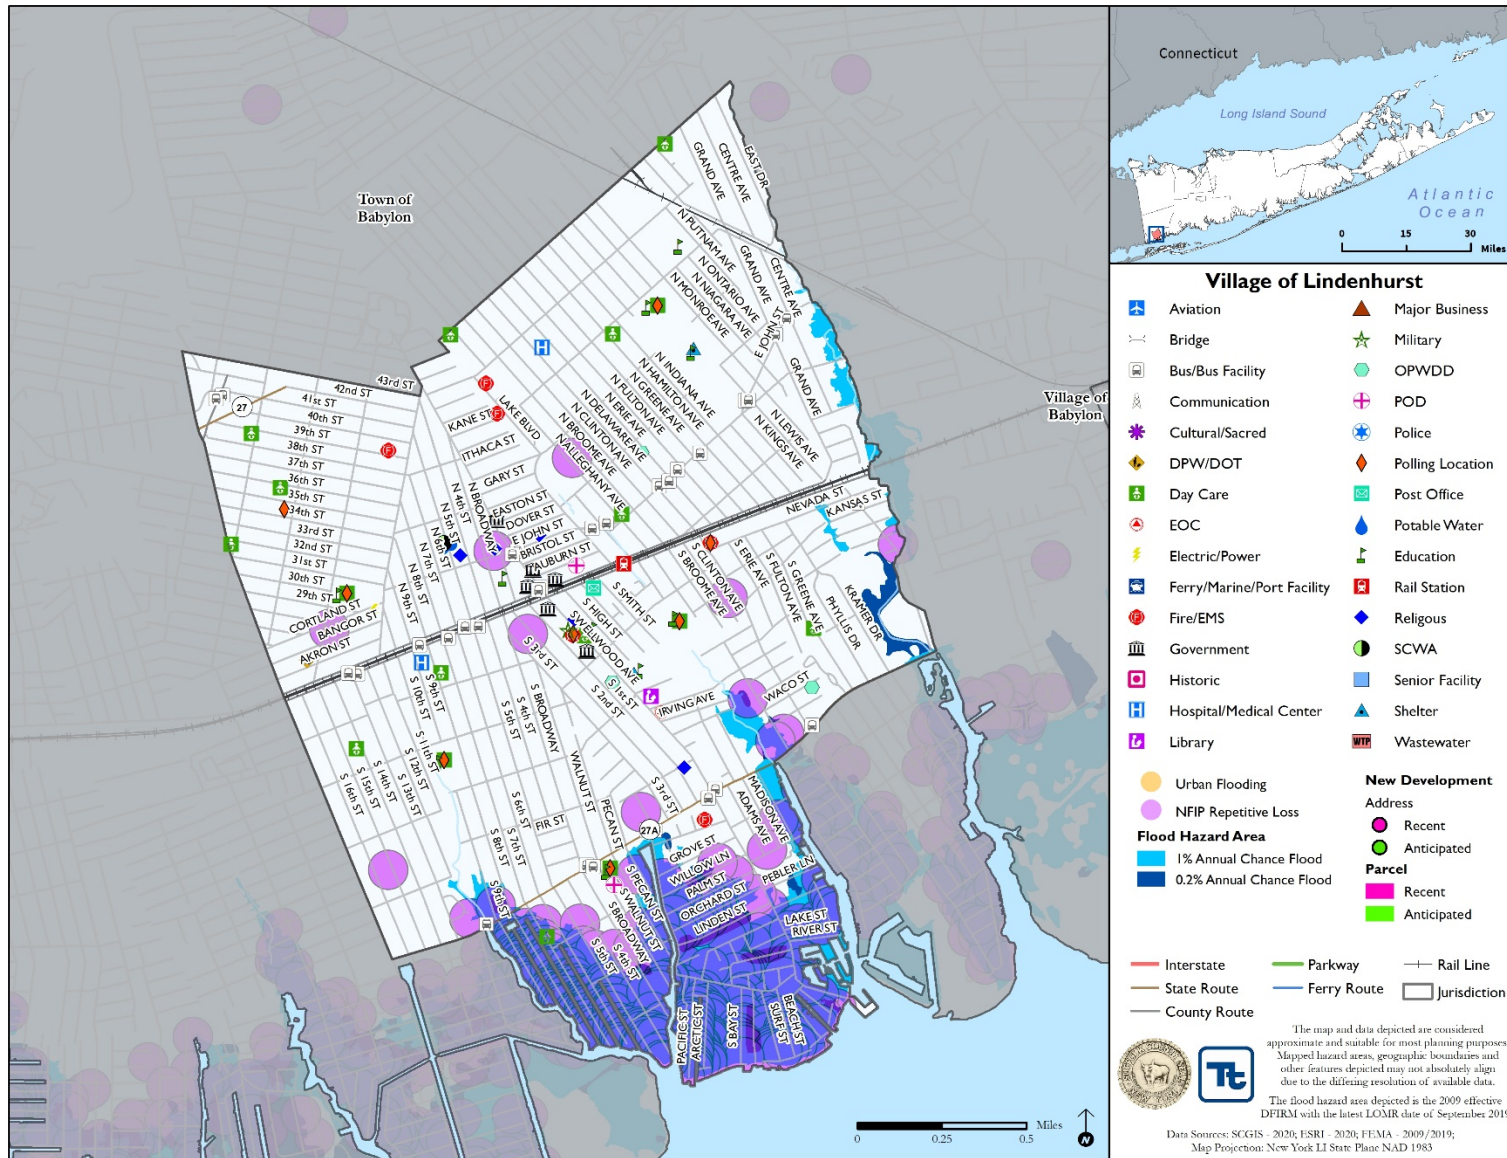 Town of
Babylon
Village of
Babylon
EAST DR
CENTRE AVE
GRAND AVE
N PUTNAM AVE
GRAND AVE
CENTRE AVE
N ONTARIO AVE
N NIAGARA AVE
N MONROE AVE
E JOHN ST
GRAND AVE
N INDIANA AVE
N HAMILTON AVE
N GREENE AVE
N FULTON AVE
N ERIE AVE
N DELAWARE AVE
N CLINTON AVE
N BROOME AVE
N ALLEGHANY AVE
N LEWIS AVE
N KINGS AVE
43rd ST
42nd ST
41st ST
27
40th ST
39th ST
38th ST
37th ST
36th ST
35th ST
34th ST
33rd ST
32nd ST
31st ST
30th ST
29th ST
CORTLAND ST
BANGOR ST
AKRON ST
LAKE BLVD
KANE ST
ITHACA ST
GARY ST
EASTON ST
DOVER ST
E JOHN ST
BRISTOL ST
AUBURN ST
N BROADWAY
N 4th ST
N 5th ST
N 6th ST
N 7th ST
N 8th ST
N 9th ST
NEVADA ST
KANSAS ST
S CLINTON AVE
S BROOME AVE
S ERIE AVE
S FULTON AVE
S GREENE AVE
PHYLLIS DR
KRAMER DR
S SMITH ST
S HIGH ST
S WELLWOOD AVE
S 1st ST
S 2nd ST
S 3rd ST
IRVING AVE
WACO ST
S BROADWAY
S 4th ST
S 5th ST
S 9th ST
S 10th ST
S 11th ST
S 12th ST
S 13th ST
S 14th ST
S 15th ST
S 16th ST
WALNUT ST
PECAN ST
S 3rd ST
27A
FIR ST
S 6th ST
S 7th ST
S 8th ST
S 9th ST
MADISON AVE
ADAMS AVE
GROVE ST
WILLOW LN
PALM ST
ORCHARD ST
LINDEN ST
PEBLER LN
LAKE ST
RIVER ST
S PECAN ST
S WALNUT ST
S BROADWAY
S 4th ST
S 5th ST
PACIFIC ST
ARCTIC ST
S BAY ST
SURF ST
BEACH ST
0 0.25 0.5 Miles
N
Connecticut
Long Island Sound
Atlantic
Ocean
0 15 30
Miles
Village of Lindenhurst
Aviation
Bridge
Bus/Bus Facility
Communication
Cultural/Sacred
DPW/DOT
Day Care
EOC
Electric/Power
Ferry/Marine/Port Facility
Fire/EMS
Government
Historic
Hospital/Medical Center
Library
Major Business
Military
OPWDD
POD
Police
Polling Location
Post Office
Potable Water
Education
Rail Station
Religous
SCWA
Senior Facility
Shelter
WTP Wastewater
Urban Flooding
NFIP Repetitive Loss
Flood Hazard Area
1% Annual Chance Flood
0.2% Annual Chance Flood
New Development
Address
Recent
Anticipated
Parcel
Recent
Anticipated
Interstate
State Route
County Route
Parkway
Ferry Route
Rail Line
Jurisdiction
Tt
The map and data depicted are considered
approximate and suitable for most planning purposes.
Mapped hazard areas, geographic boundaries and
other features depicted may not absolutely align
due to the differing resolution of available data.
The flood hazard area depicted is the 2009 effective
DFIRM with the latest LOMR date of September 2019
Data Sources: SCGIS - 2020; ESRI - 2020; FEMA - 2009/2019;
Map Projection: New York LI State Plane NAD 1983